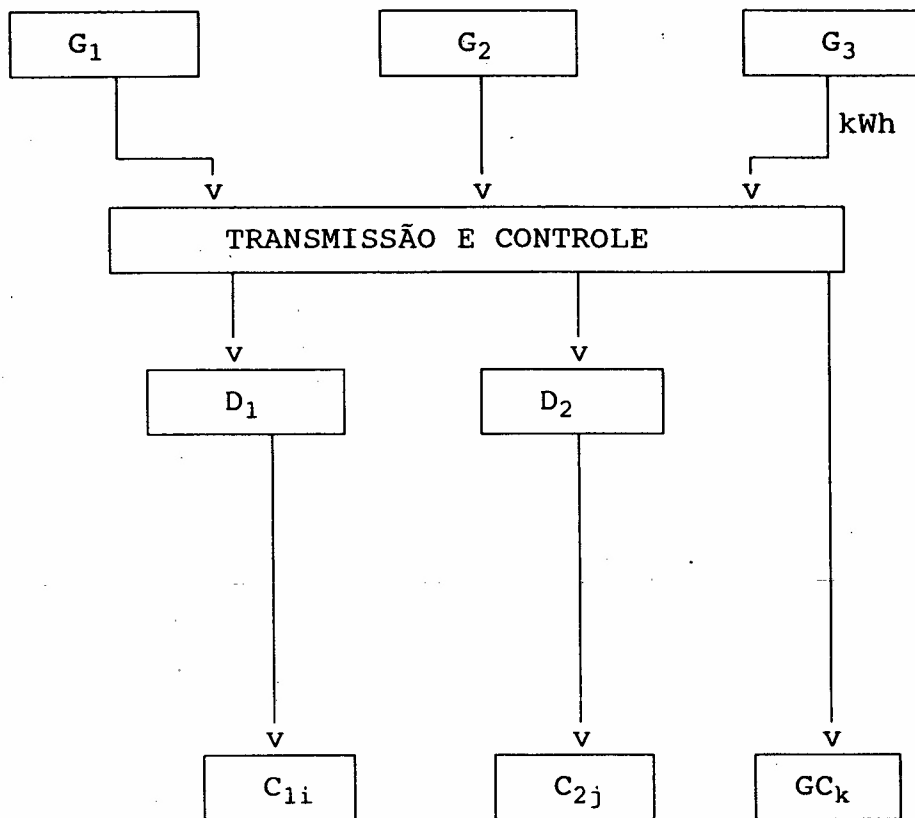 G₁ G₂ G₃
kWh
v v v
TRANSMISSÃO E CONTROLE
v v
D₁ D₂
v v v
C₁ᵢ C₂ⱼ GCₖ